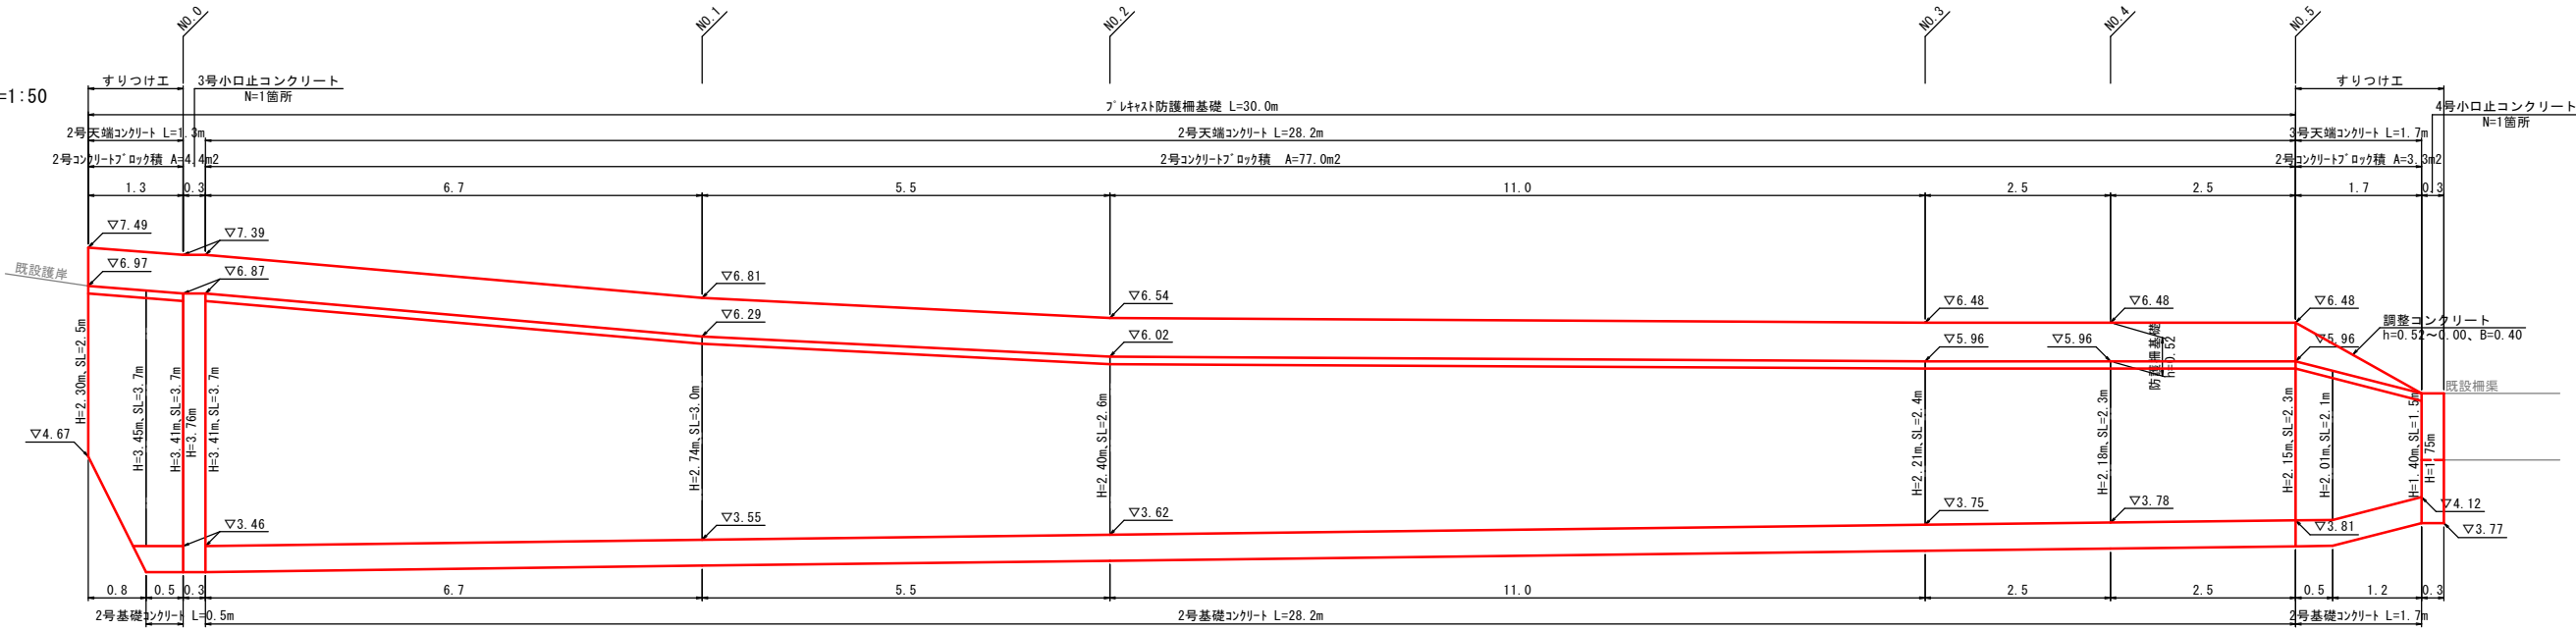 NO.0
NO.1
NO.2
NO.3
NO.4
NO.5
=1:50
すりつけ工
3号小口止コンクリート
N=1箇所
すりつけ工
プレキャスト防護柵基礎 L=30.0m
4号小口止コンクリート
N=1箇所
2号天端コンクリート L=1.3m
2号天端コンクリート L=28.2m
3号天端コンクリート L=1.7m
2号コンクリートブロック積 A=4.4m2
2号コンクリートブロック積 A=77.0m2
2号コンクリートブロック積 A=3.3m2
1.3
0.3
6.7
5.5
11.0
2.5
2.5
1.7
0.3
▽7.49
▽7.39
▽6.97
▽6.87
既設護岸
▽6.81
▽6.29
▽6.54
▽6.02
▽6.48
▽5.96
▽6.48
▽5.96
▽6.48
▽5.96
防護柵基礎
h=0.52
調整コンクリート
h=0.52~0.00、B=0.40
既設柵渠
H=2.30m、SL=2.5m
H=3.45m、SL=3.7m
H=3.41m、SL=3.7m
H=3.76m
H=3.41m、SL=3.7m
H=2.74m、SL=3.0m
H=2.40m、SL=2.6m
H=2.21m、SL=2.4m
H=2.18m、SL=2.3m
H=2.15m、SL=2.3m
H=2.01m、SL=2.1m
H=1.40m、SL=1.5m
H=1.75m
▽4.67
▽3.46
▽3.55
▽3.62
▽3.75
▽3.78
▽3.81
▽4.12
▽3.77
0.8
0.5
0.3
6.7
5.5
11.0
2.5
2.5
0.5
1.2
0.3
2号基礎コンクリート L=0.5m
2号基礎コンクリート L=28.2m
2号基礎コンクリート L=1.7m